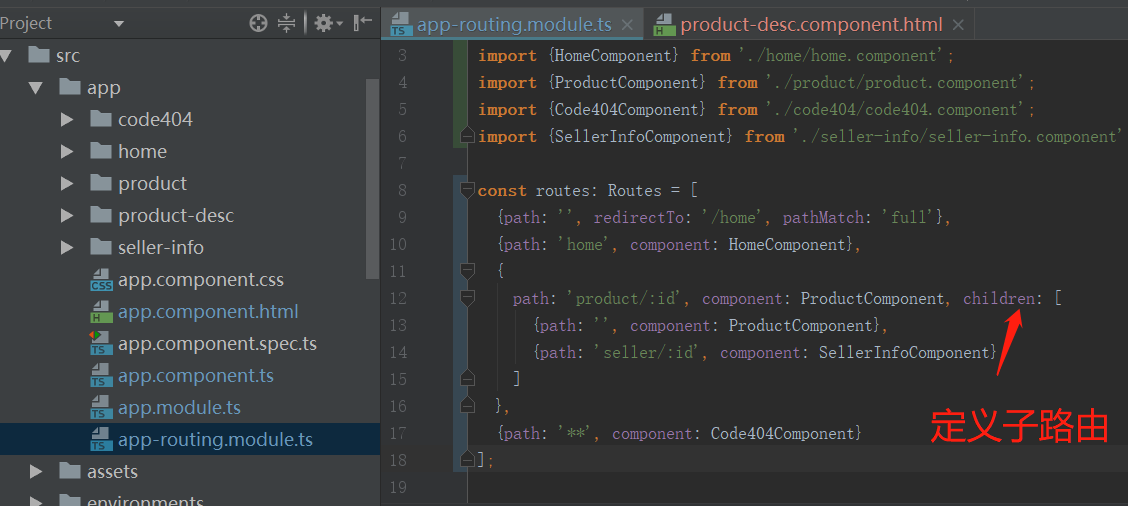 Project
src
app
code404
home
product
product-desc
seller-info
app.component.css
app.component.html
app.component.spec.ts
app.component.ts
app.module.ts
app-routing.module.ts
assets
environments
app-routing.module.ts
product-desc.component.html
3 import {HomeComponent} from './home/home.component';
4 import {ProductComponent} from './product/product.component';
5 import {Code404Component} from './code404/code404.component';
6 import {SellerInfoComponent} from './seller-info/seller-info.component'
7
8 const routes: Routes = [
9 {path: '', redirectTo: '/home', pathMatch: 'full'},
10 {path: 'home', component: HomeComponent},
11 {
12 path: 'product/:id', component: ProductComponent, children: [
13 {path: '', component: ProductComponent},
14 {path: 'seller/:id', component: SellerInfoComponent}
15 ]
16 },
17 {path: '**', component: Code404Component}
18 ];
19
定义子路由